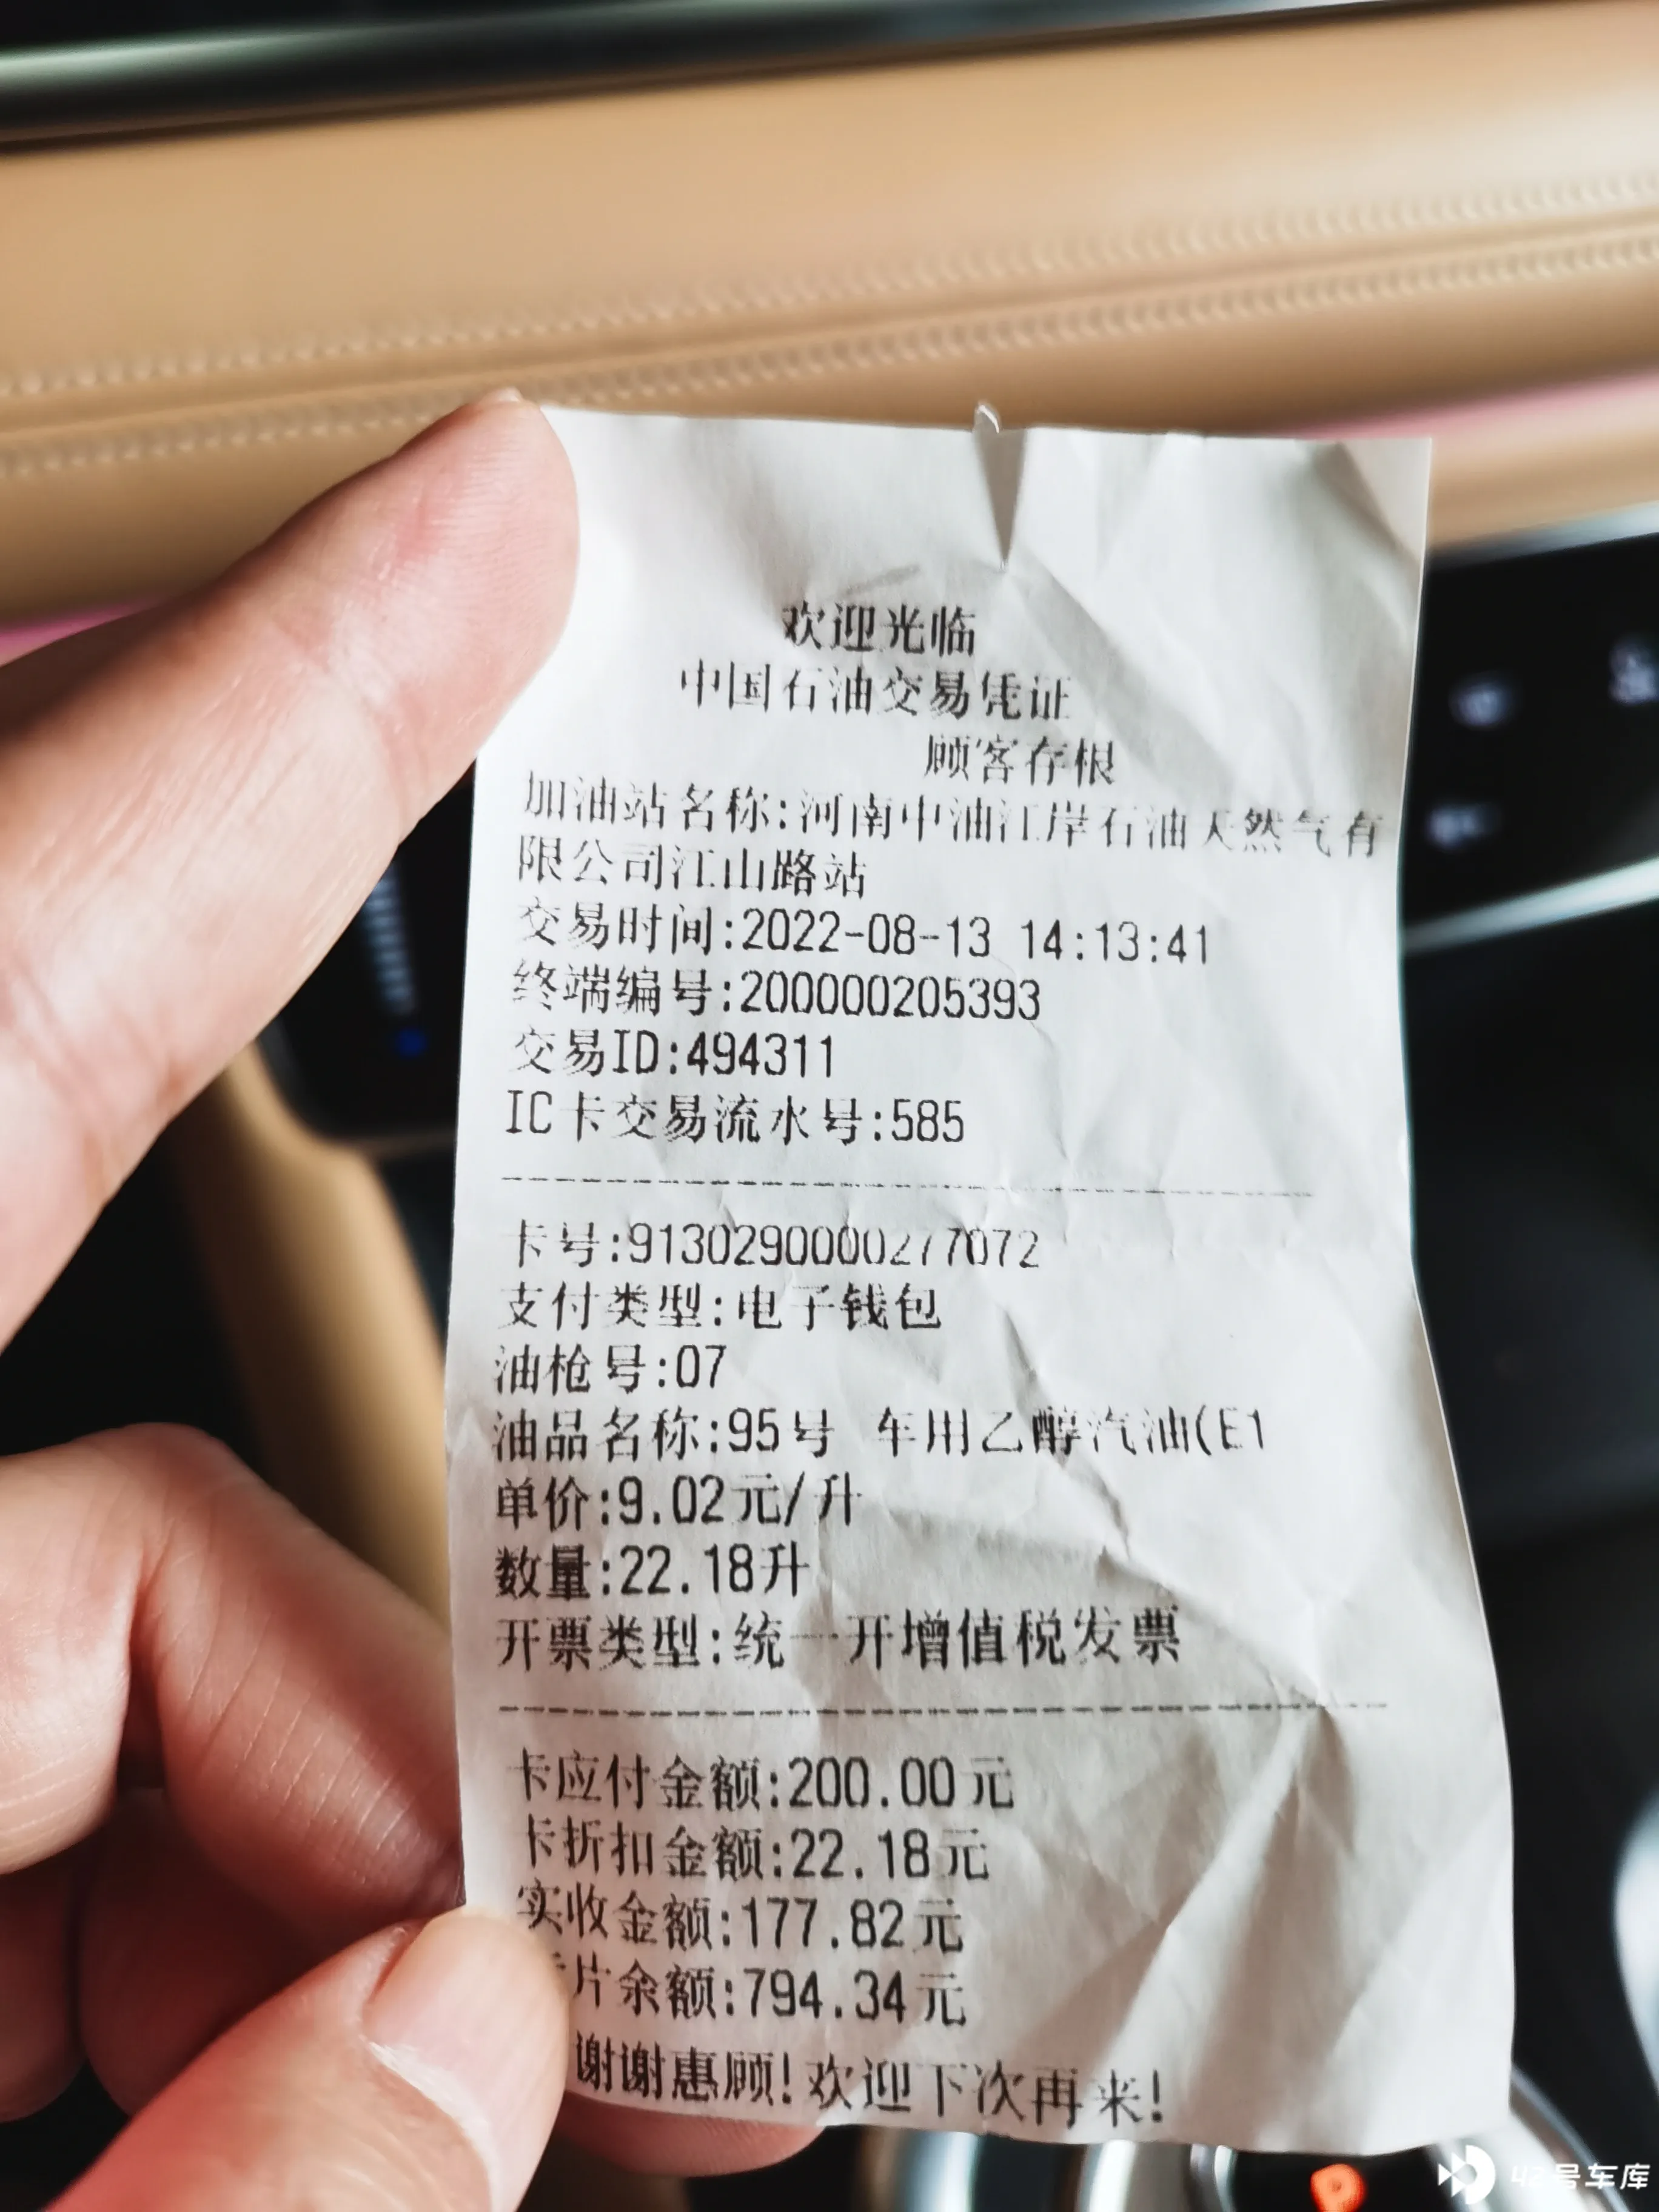 欢迎光临
中国石油交易凭证
顾客存根
加油站名称:河南中油江岸石油天然气有
限公司江山路站
交易时间:2022-08-13 14:13:41
终端编号:200000205393
交易ID:494311
IC卡交易流水号:585
卡号:9130290000277072
支付类型:电子钱包
油枪号:07
油品名称:95号 车用乙醇汽油(E1
单价:9.02元/升
数量:22.18升
开票类型:统一开增值税发票
卡应付金额:200.00元
卡折扣金额:22.18元
实收金额:177.82元
片余额:794.34元
谢谢惠顾!欢迎下次再来!
P
42号车库